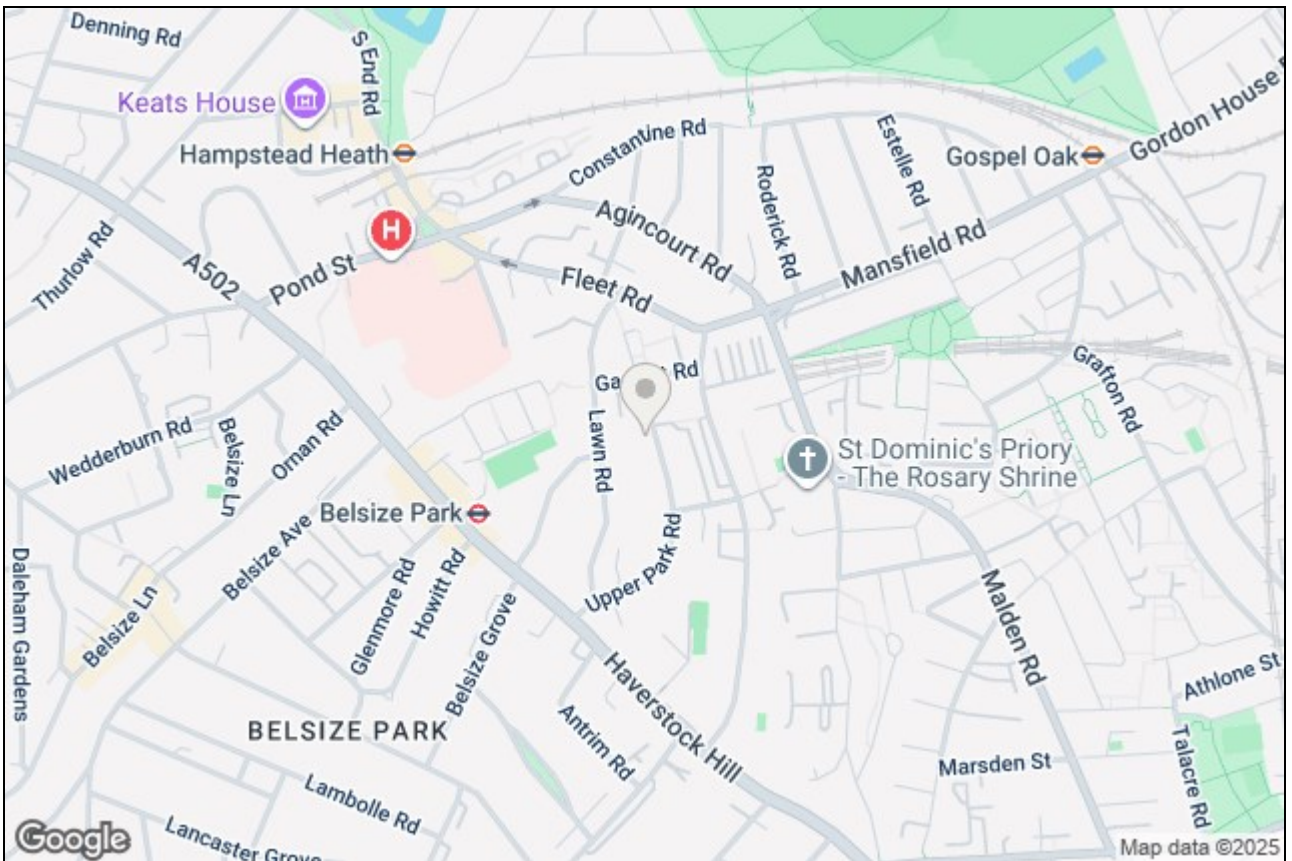 Denning Rd
S End Rd
Keats House
Hampstead Heath
Constantine Rd
Estelle Rd
Gospel Oak
Gordon House
Roderick Rd
Agincourt Rd
Thurlow Rd
A502
Pond St
H
Mansfield Rd
Fleet Rd
Rd
Grafton Rd
Wedderburn Rd
Belsize Ln
Ornan Rd
Lawn Rd
St Dominic's Priory
- The Rosary Shrine
Belsize Park
Belsize Ave
Upper Park Rd
Daleham Gardens
Belsize Ln
Glenmore Rd
Howitt Rd
Belsize Grove
Malden Rd
Haverstock Hill
Athlone St
BELSIZE PARK
Antrim Rd
Marsden St
Talacre Rd
Lambolle Rd
Lancaster Grove
Google
Map data ©2025